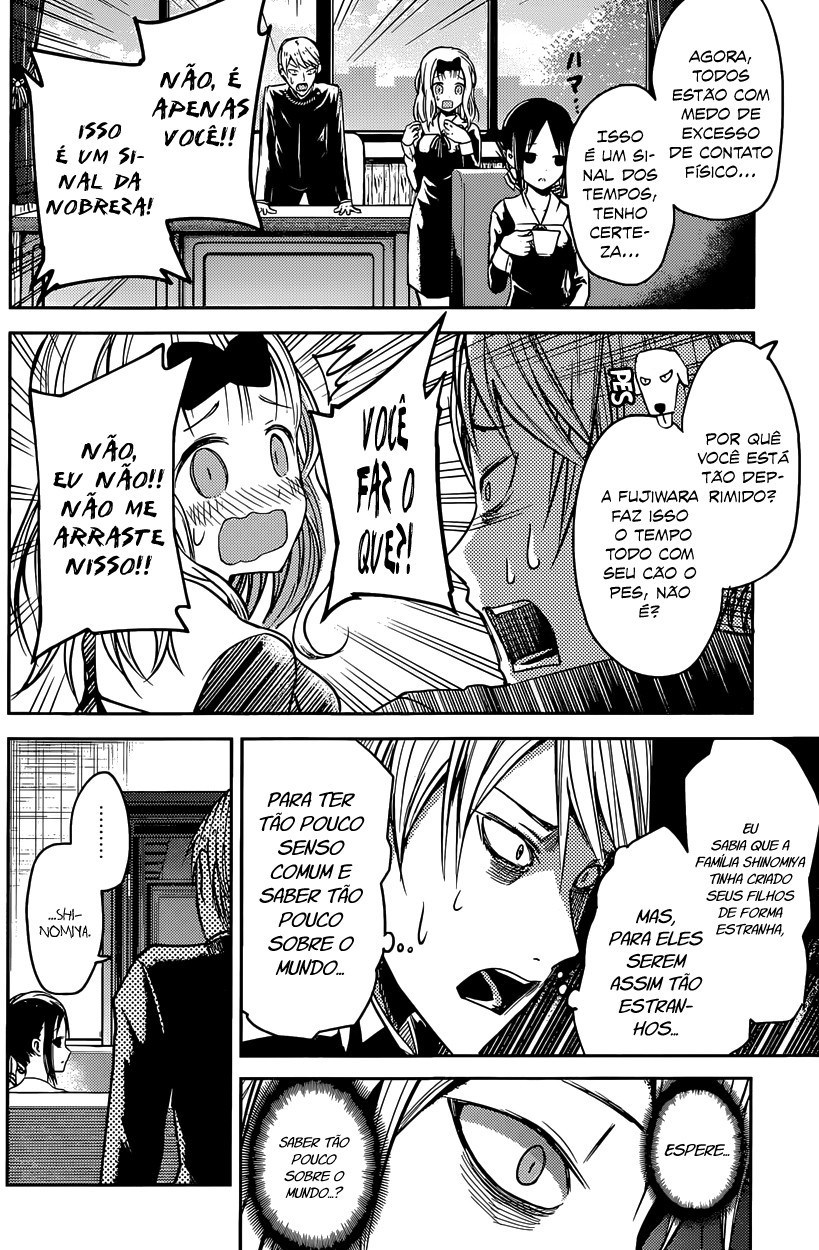 AGORA,
TODOS
ESTÃO COM
MEDO DE
EXCESSO
DE CONTATO
FÍSICO...
ISSO
É UM SI-
NAL DOS
TEMPOS,
TENHO
CERTE-
ZA...
ハマ...
NÃO, É
APENAS
VOCÊ!!
ISSO
É UM SI-
NAL DA
NOBREZA!
POR QUÊ
VOCÊ ESTÁ
TÃO DEP-
RIMIDO?
PES
A FUJIWARA
FAZ ISSO
O TEMPO
TODO COM
SEU CÃO O
PES, NÃO
É?
VOCÊ
FAZ O
QUE?!
NÃO,
EU NÃO!!
NÃO ME
ARRASTE
NISSO!!
EU
SABIA QUE A
FAMÍLIA SHINOMIYA
TINHA CRIADO
SEUS FILHOS
DE FORMA
ESTRANHA,
MAS,
PARA ELES
SEREM
ASSIM TÃO
ESTRAN-
HOS...
PARA TER
TÃO POUCO
SENSO
COMUM E
SABER TÃO
POUCO
SOBRE O
MUNDO...
ESPERE...
SABER TÃO
POUCO
SOBRE O
MUNDO...?
.........
...SHI-
NOMIYA.